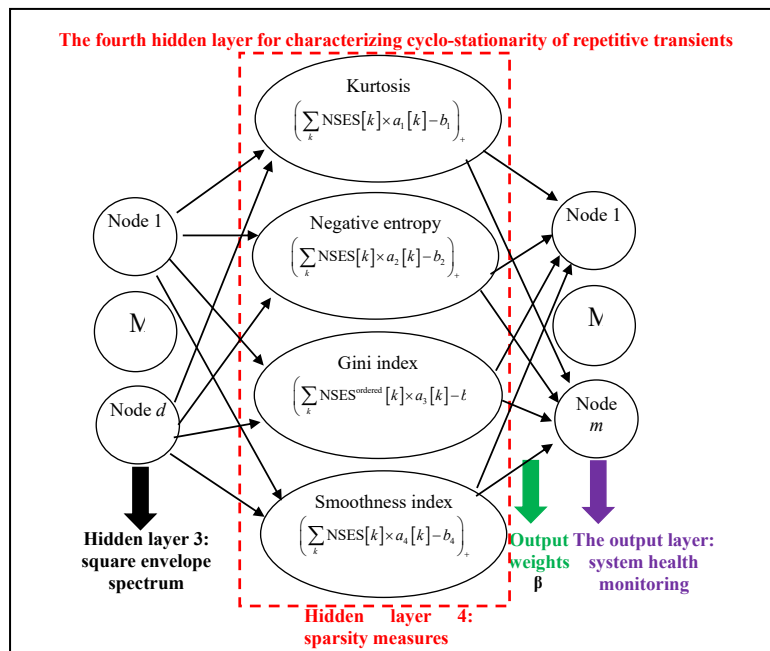 The fourth hidden layer for characterizing cyclo-stationarity of repetitive transients
Kurtosis
(∑ₖ NSES[k]×a₁[k]−b₁)₊
Node 1
Node 1
Negative entropy
(∑ₖ NSES[k]×a₂[k]−b₂)₊
M
M
Gini index
(∑ₖ NSESᵒʳᵈᵉʳᵉᵈ[k]×a₃[k]−
Node d
Node
m
Smoothness index
(∑ₖ NSES[k]×a₄[k]−b₄)₊
Hidden layer 3:
square envelope
spectrum
Output
weights
β
The output layer:
system health
monitoring
Hidden layer 4:
sparsity measures